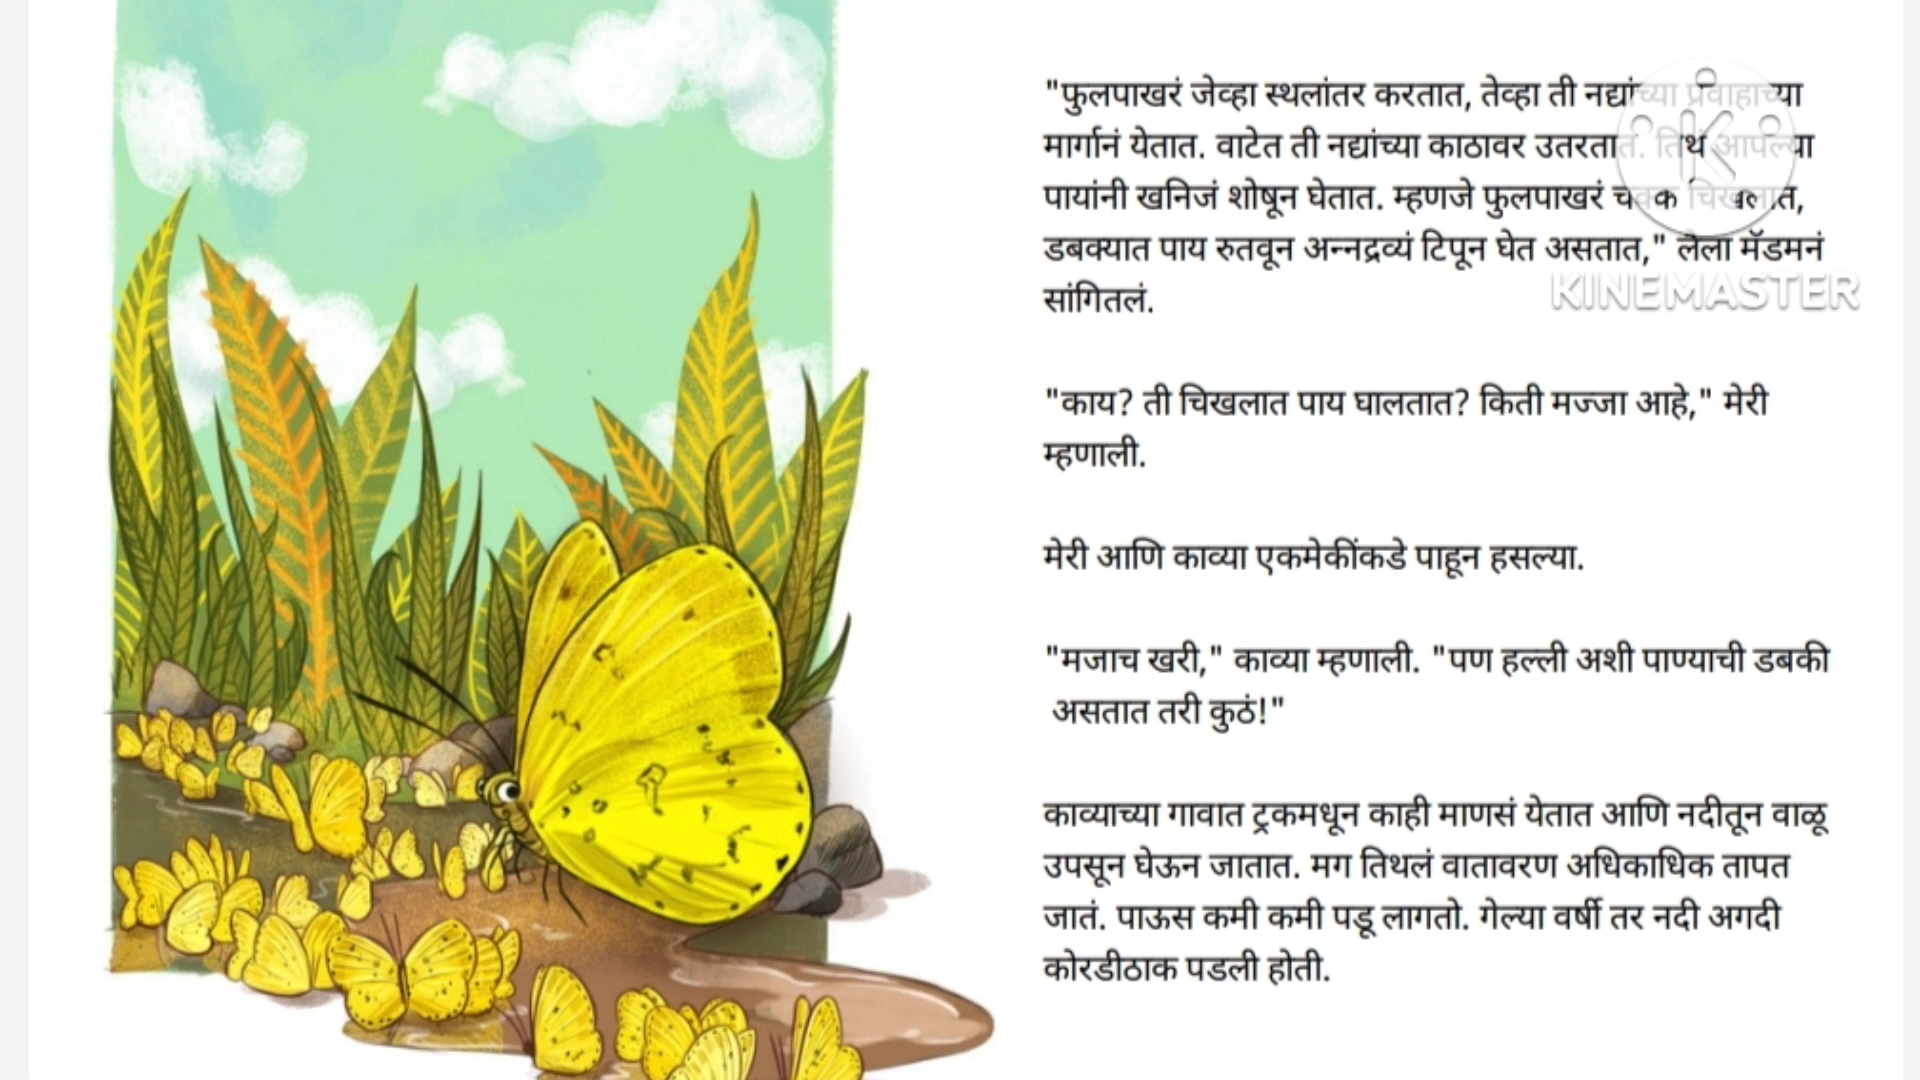 "फुलपाखरं जेव्हा स्थलांतर करतात, तेव्हा ती नद्यांच्या प्रवाहाच्या
मार्गानं येतात. वाटेत ती नद्यांच्या काठावर उतरतात. तिथं आपल्या
पायांनी खनिजं शोषून घेतात. म्हणजे फुलपाखरं चक्क चिखलात,
डबक्यात पाय रुतवून अन्नद्रव्यं टिपून घेत असतात," लैला मॅडमनं
सांगितलं.
"काय? ती चिखलात पाय घालतात? किती मज्जा आहे," मेरी
म्हणाली.
मेरी आणि काव्या एकमेकींकडे पाहून हसल्या.
"मजाच खरी," काव्या म्हणाली. "पण हल्ली अशी पाण्याची डबकी
असतात तरी कुठं!"
काव्याच्या गावात ट्रकमधून काही माणसं येतात आणि नदीतून वाळू
उपसून घेऊन जातात. मग तिथलं वातावरण अधिकाधिक तापत
जातं. पाऊस कमी कमी पडू लागतो. गेल्या वर्षी तर नदी अगदी
कोरडीठाक पडली होती.
K
KINEMASTER